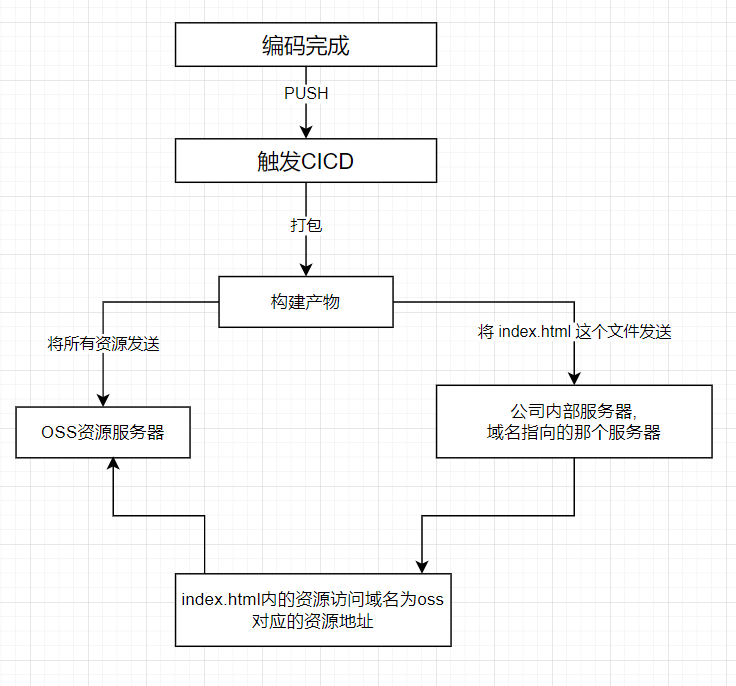 编码完成
PUSH
触发CICD
打包
构建产物
将所有资源发送
将 index.html 这个文件发送
OSS资源服务器
公司内部服务器,
域名指向的那个服务器
index.html内的资源访问域名为oss
对应的资源地址